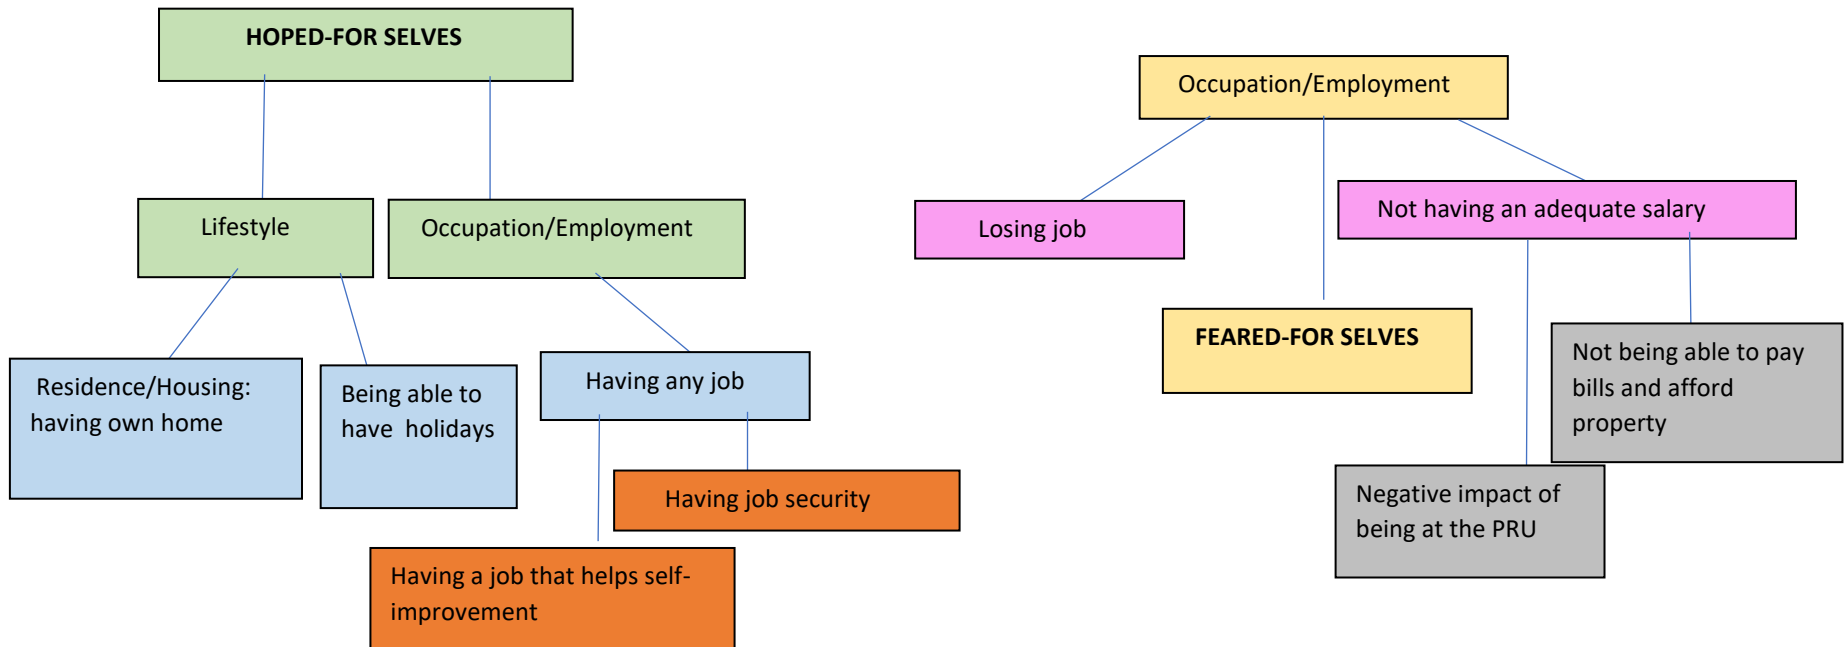 HOPED-FOR SELVES
Lifestyle
Occupation/Employment
Residence/Housing:
having own home
Being able to
have holidays
Having any job
Having job security
Having a job that helps self-
improvement
Occupation/Employment
Losing job
Not having an adequate salary
FEARED-FOR SELVES
Not being able to pay
bills and afford
property
Negative impact of
being at the PRU